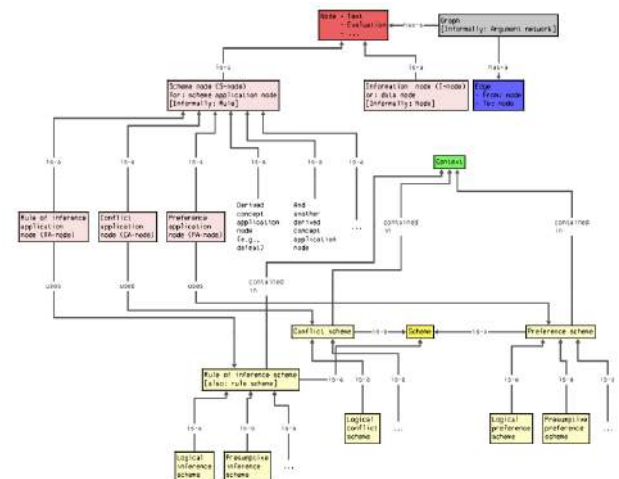 Node - Text
- Evaluation
- ...
has-a
Graph
[Informally: Argument network]
is-a
is-a
has-a
Scheme node (S-node)
for: scheme application node
[Informally: Rule]
Information node (I-node)
or: data node
[Informally: Node]
Edge
- From: node
- To: node
is-a
is-a
is-a
is-a
is-a
is-a
Context
Derived
concept
application
node
(e.g.,
defeat)
And
another
derived
concept
application
node
...
Rule of inference
application
node (RA-node)
Conflict
application
node (CA-node)
Preference
application
node (PA-node)
contained
in
contained
in
uses
uses
uses
contained
in
Conflict scheme
is-a
Scheme
is-a
Preference scheme
Rule of inference scheme
[also: rule scheme]
is-a
is-a
is-a
is-a
is-a
is-a
Logical
conflict
scheme
...
Logical
preference
scheme
Presumptive
preference
scheme
...
is-a
is-a
is-a
Logical
inference
scheme
Presumptive
inference
scheme
...